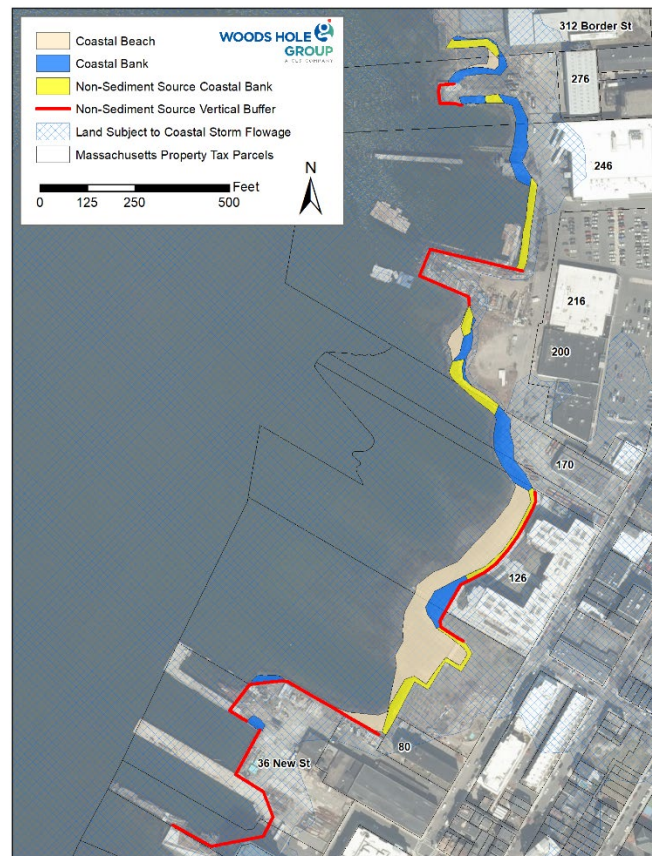 Coastal Beach
Coastal Bank
Non-Sediment Source Coastal Bank
Non-Sediment Source Vertical Buffer
Land Subject to Coastal Storm Flowage
Massachusetts Property Tax Parcels
WOODS HOLE
GROUP
A CLS COMPANY
N
Feet
0 125 250 500
312 Border St
276
246
216
200
170
126
80
36 New St